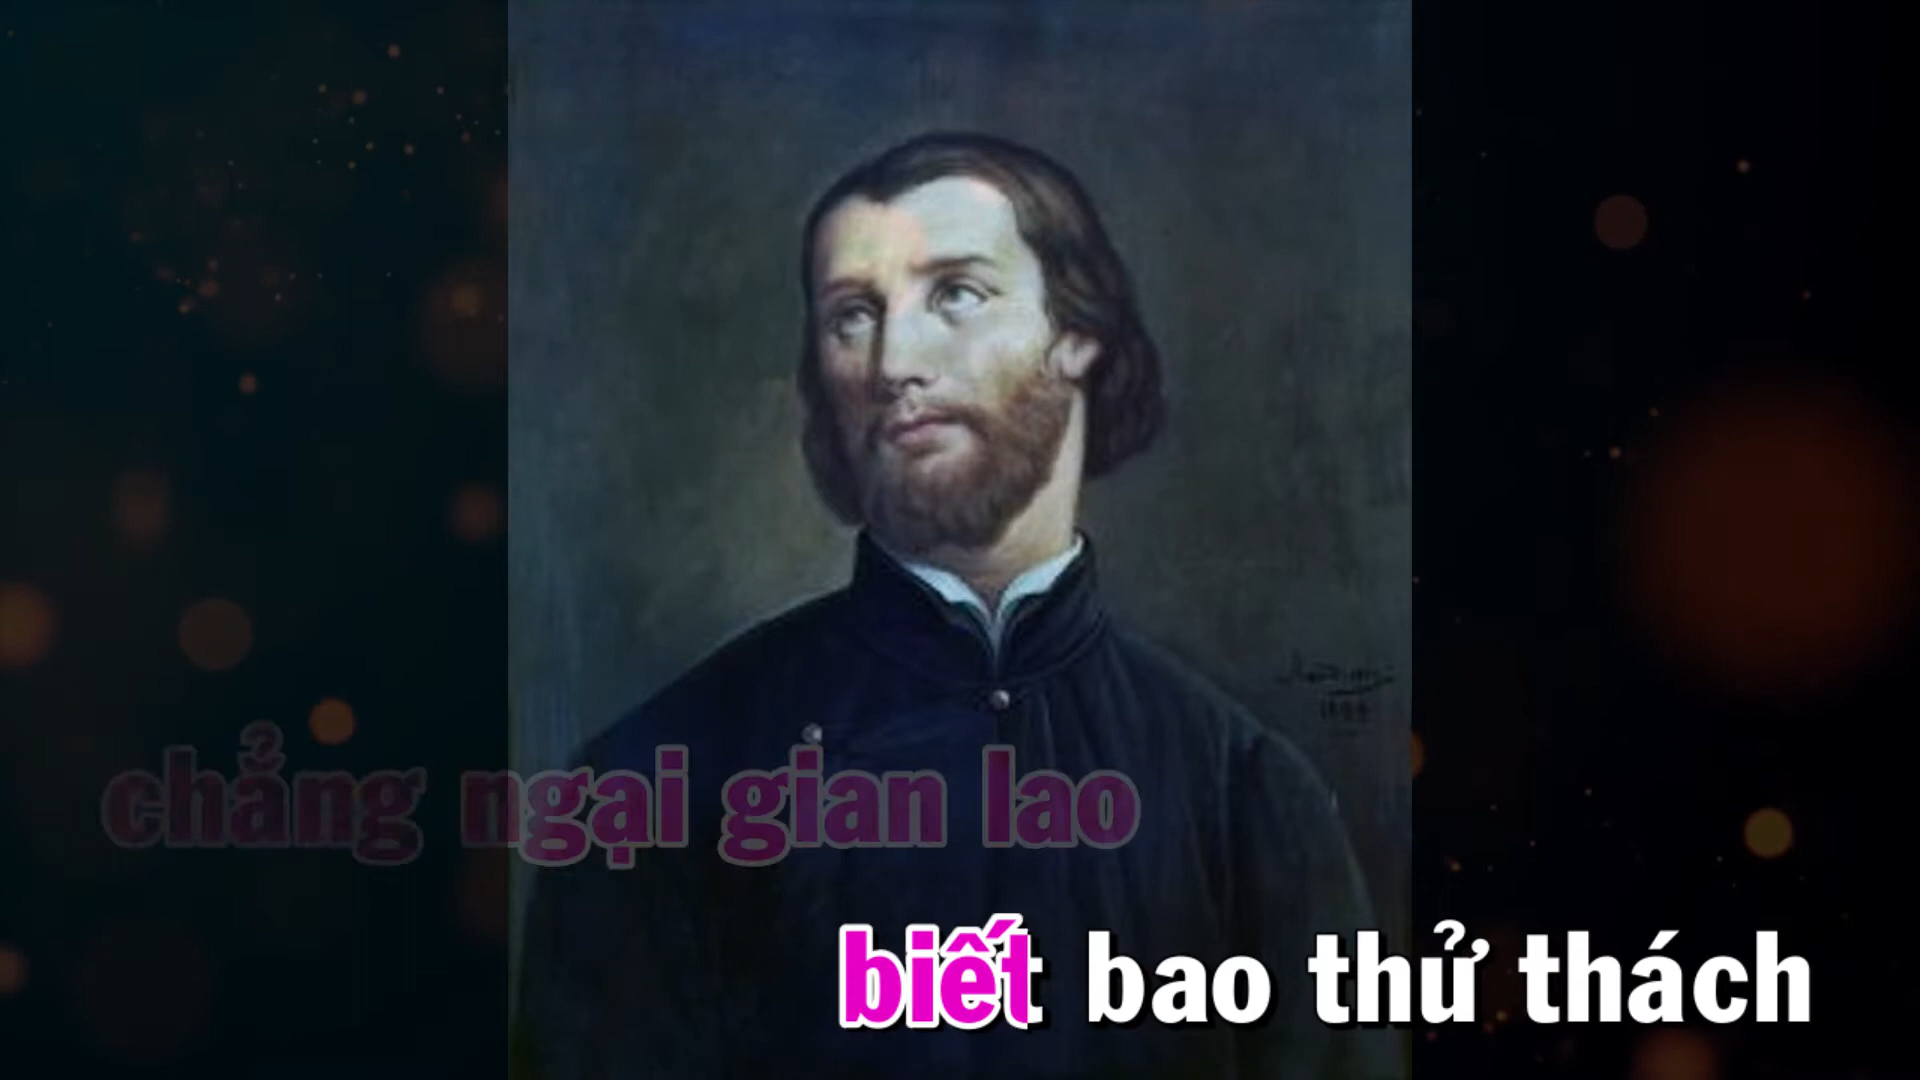 chẳng ngại gian lao
biết bao thử thách